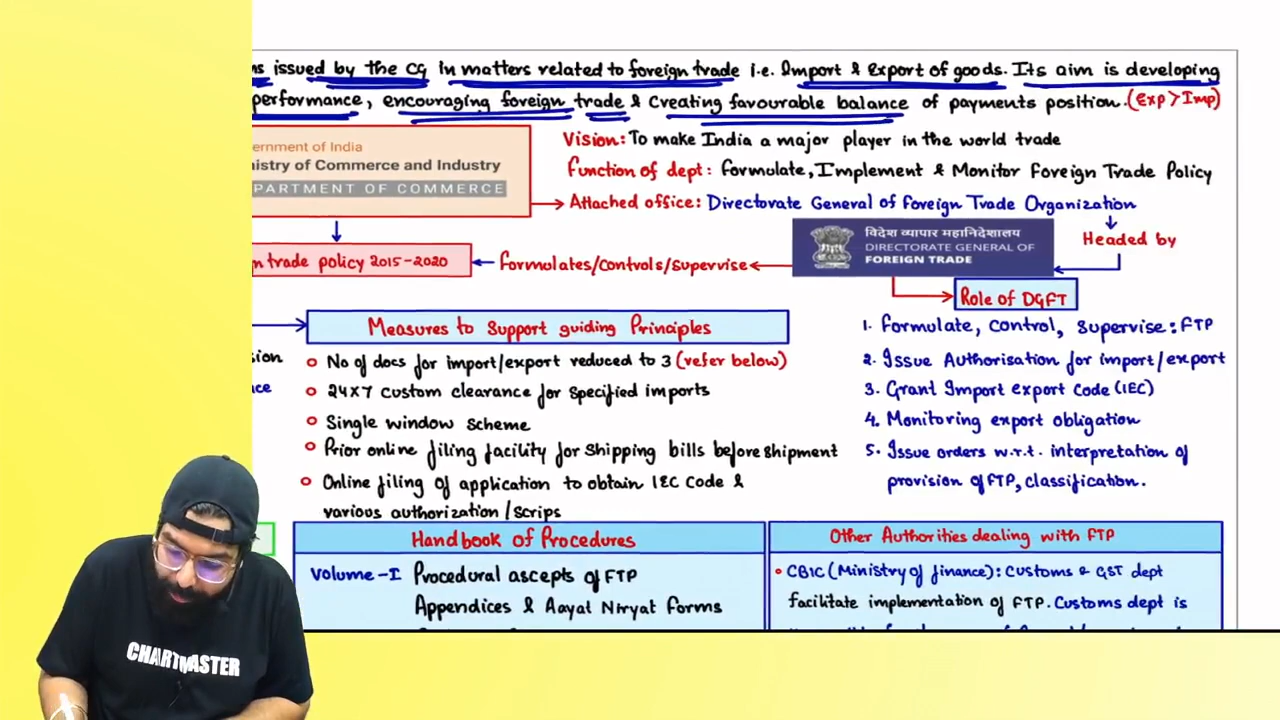 ns issued by the CG in matters related to foreign trade i.e. Import & Export of goods. Its aim is developing
performance, encouraging foreign trade & Creating favourable balance of payments position. (Exp > Imp)
ernment of India
nistry of Commerce and Industry
PARTMENT OF COMMERCE
Vision: To make India a major player in the world trade
Function of dept: Formulate, Implement & Monitor Foreign Trade Policy
Attached office: Directorate General of Foreign Trade Organization
विदेश व्यापार महानिदेशालय
DIRECTORATE GENERAL OF
FOREIGN TRADE
Headed by
n trade policy 2015-2020
Formulates/Controls/Supervise
Role of DGFT
1. Formulate, Control, Supervise: FTP
2. Issue Authorisation for import/export
3. Grant Import Export Code (IEC)
4. Monitoring export obligation
5. Issue orders w.r.t. interpretation of
provision of FTP, classification.
Measures to Support guiding Principles
No of docs for import/export reduced to 3 (refer below)
24X7 Custom clearance for specified imports
Single window scheme
Prior online filing facility for Shipping bills before shipment
Online filing of application to obtain IEC Code &
various authorization/Scrips
sion
ce
Handbook of Procedures
Volume-I Procedural ascepts of FTP
Appendices & Aayat Niryat Forms
Other Authorities dealing with FTP
CBIC (Ministry of finance): Customs & GST dept
facilitate implementation of FTP. Customs dept is
CHARTMASTER